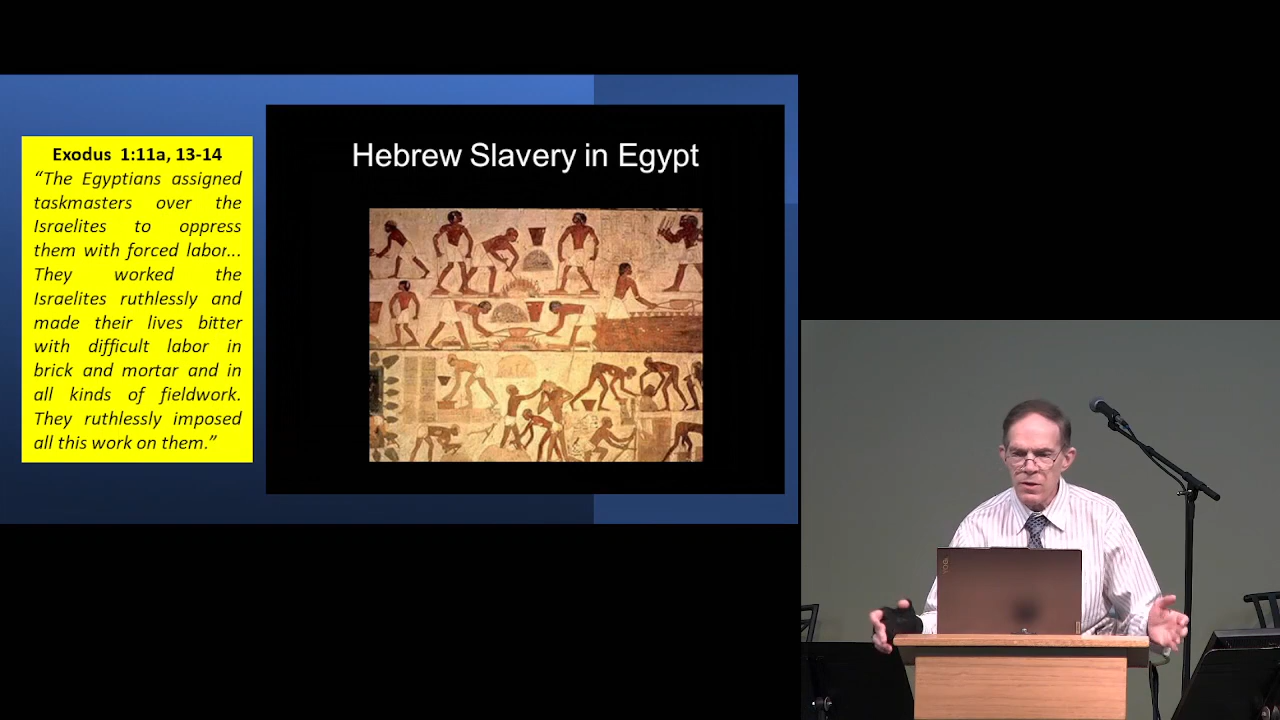 Exodus 1:11a, 13-14
“The Egyptians assigned
taskmasters over the
Israelites to oppress
them with forced labor...
They worked the
Israelites ruthlessly and
made their lives bitter
with difficult labor in
brick and mortar and in
all kinds of fieldwork.
They ruthlessly imposed
all this work on them.”
Hebrew Slavery in Egypt